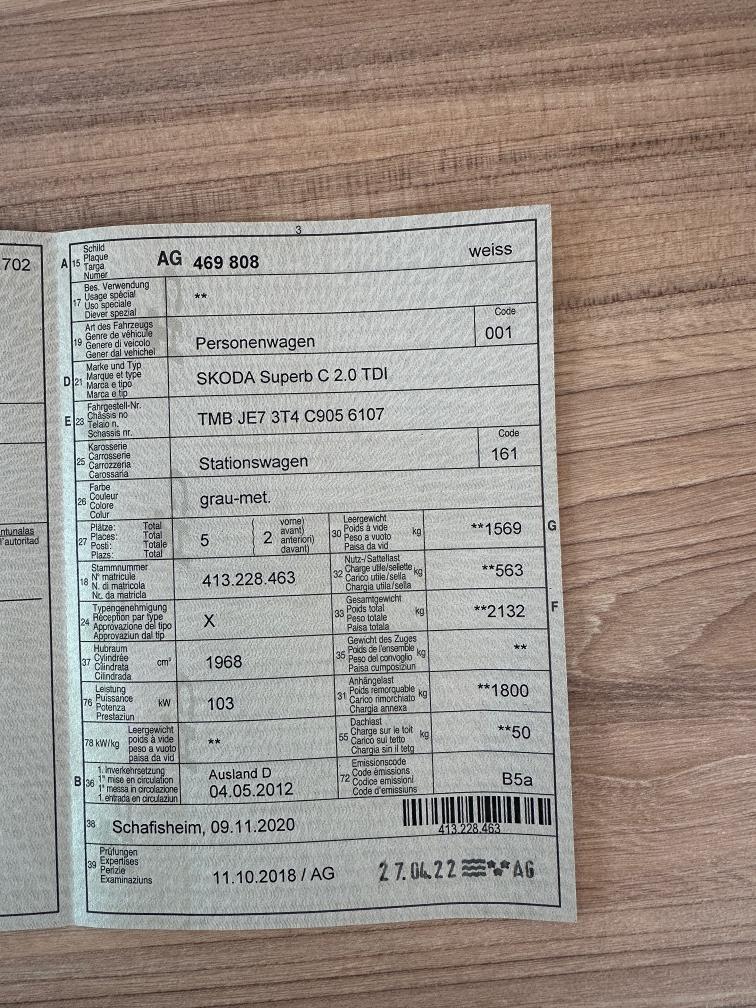 3
702
A 15 Schild
Plaque
Targa
Numer
AG 469 808
weiss
17 Bes. Verwendung
Usage spécial
Uso speciale
Diever spezial
**
19 Art des Fahrzeugs
Genre de véhicule
Genere di veicolo
Gener dal vehichel
Personenwagen
Code
001
D 21 Marke und Typ
Marque et type
Marca e tipo
Marca e tip
SKODA Superb C 2.0 TDI
E 23 Fahrgestell-Nr.
Châssis no
Telaio n.
Schassis nr.
TMB JE7 3T4 C905 6107
25 Karosserie
Carrosserie
Carrozzeria
Carossaria
Stationswagen
Code
161
26 Farbe
Couleur
Colore
Colur
grau-met.
ntunalas
l'autoritad
27 Plätze: Total
Places: Total
Posti: Totale
Plazs: Total
5
2 vorne)
avant)
anteriori)
davant)
30 Leergewicht
Poids à vide
Peso a vuoto
Paisa da vid
kg
**1569
G
18 Stammnummer
N° matricule
N. di matricola
Nr. da matricla
413.228.463
32 Nutz-/Sattellast
Charge utile/sellette
Carico utile/sella
Chargia utila/sella
kg
**563
24 Typengenehmigung
Réception par type
Approvazione del tipo
Approvaziun dal tip
X
33 Gesamtgewicht
Poids total
Peso totale
Paisa totala
kg
**2132
F
37 Hubraum
Cylindrée
Cilindrata
Cilindrada
cm³
1968
35 Gewicht des Zuges
Poids de l'ensemble
Peso del convoglio
Paisa cumposiziun
kg
**
76 Leistung
Puissance
Potenza
Prestaziun
kW
103
31 Anhängelast
Poids remorquable
Carico rimorchiato
Chargia annexa
kg
**1800
78 kW/kg
Leergewicht
poids à vide
peso a vuoto
paisa da vid
**
55 Dachlast
Charge sur le toit
Carico sul tetto
Chargia sin il tetg
kg
**50
B 36 1. Inverkehrsetzung
1re mise en circulation
1a messa in circolazione
1. entrada en circulaziun
Ausland D
04.05.2012
72 Emissionscode
Code émissions
Codice emissioni
Code d'emissiuns
B5a
38 Schafisheim, 09.11.2020
413.228.463
39 Prüfungen
Expertises
Perizie
Examinaziuns
11.10.2018 / AG
27.04.22 AG